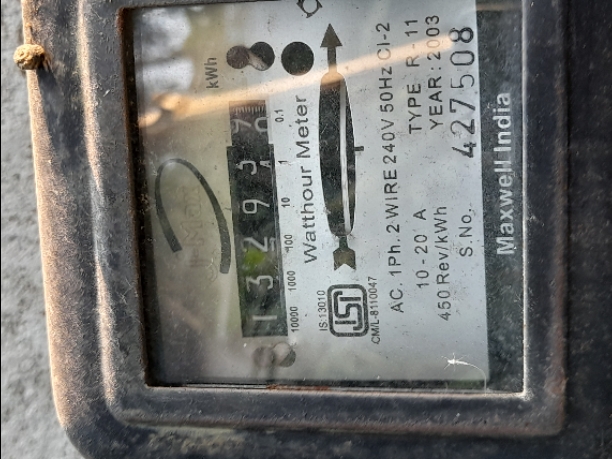 kWh
1 3 2 9 3
10000 1000 100 10 1 0.1
Watthour Meter
IS 13010
CM/L-8110047
AC. 1Ph. 2-WIRE 240V 50Hz Cl-2
10 - 20 A TYPE R - 11
450 Rev/kWh YEAR : 2003
S.No. 427508
Maxwell India